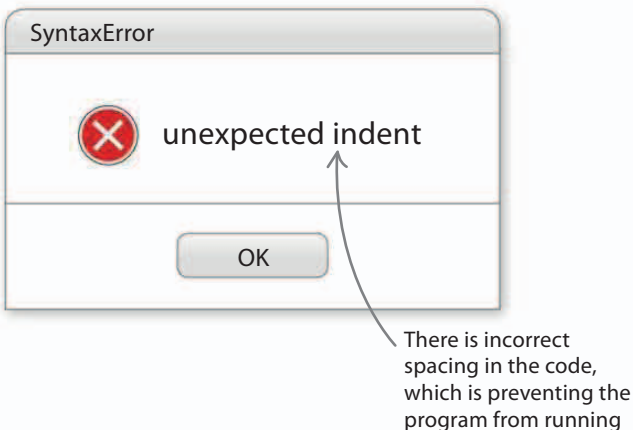 SyntaxError
unexpected indent
OK
There is incorrect
spacing in the code,
which is preventing the
program from running